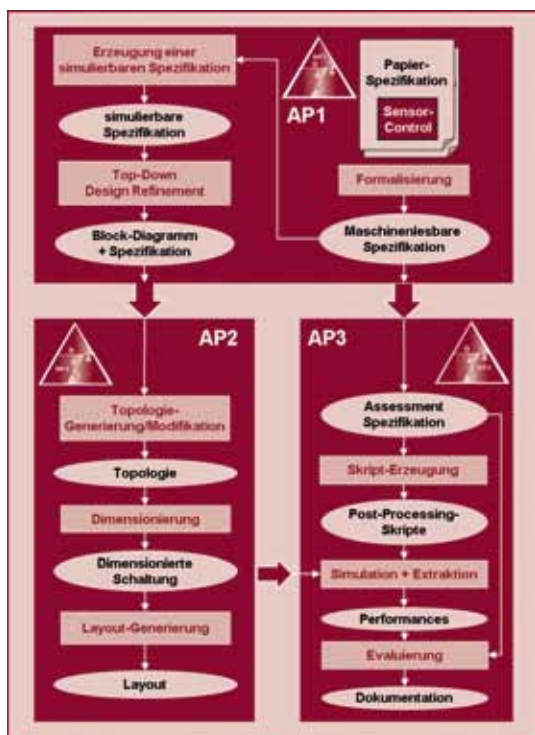 Erzeugung einer
simulierbaren Spezifikation
simulierbare
Spezifikation
Top-Down
Design Refinement
Block-Diagramm
+ Spezifikation
AP1
Papier-
Spezifikation
Sensor-
Control
Formalisierung
Maschinenlesbare
Spezifikation
AP2
Topologie-
Generierung/Modifikation
Topologie
Dimensionierung
Dimensionierte
Schaltung
Layout-Generierung
Layout
AP3
Assessment
Spezifikation
Skript-Erzeugung
Post-Processing-
Skripte
Simulation + Extraktion
Performances
Evaluierung
Dokumentation